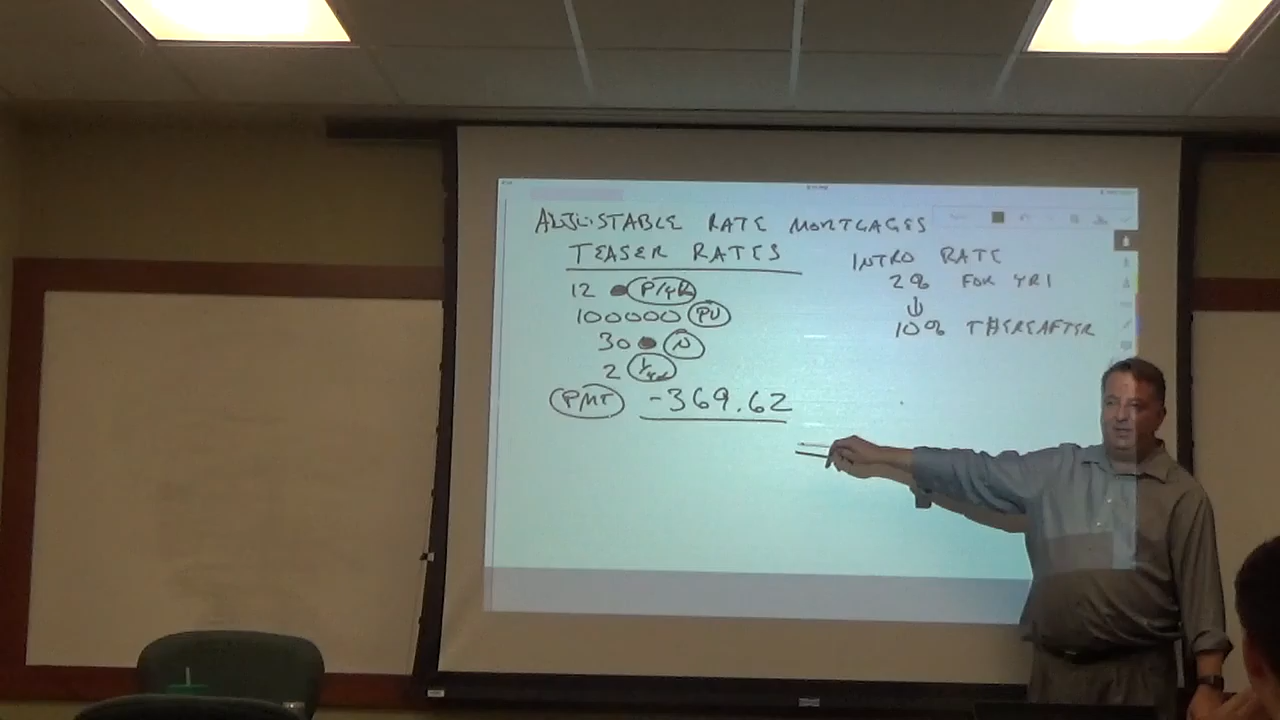 ADJUSTABLE RATE MORTGAGES
TEASER RATES
12 P/YR
100000 PV
30 N
2 I/YR
PMT -369.62
INTRO RATE
2% FOR YR 1
10% THEREAFTER